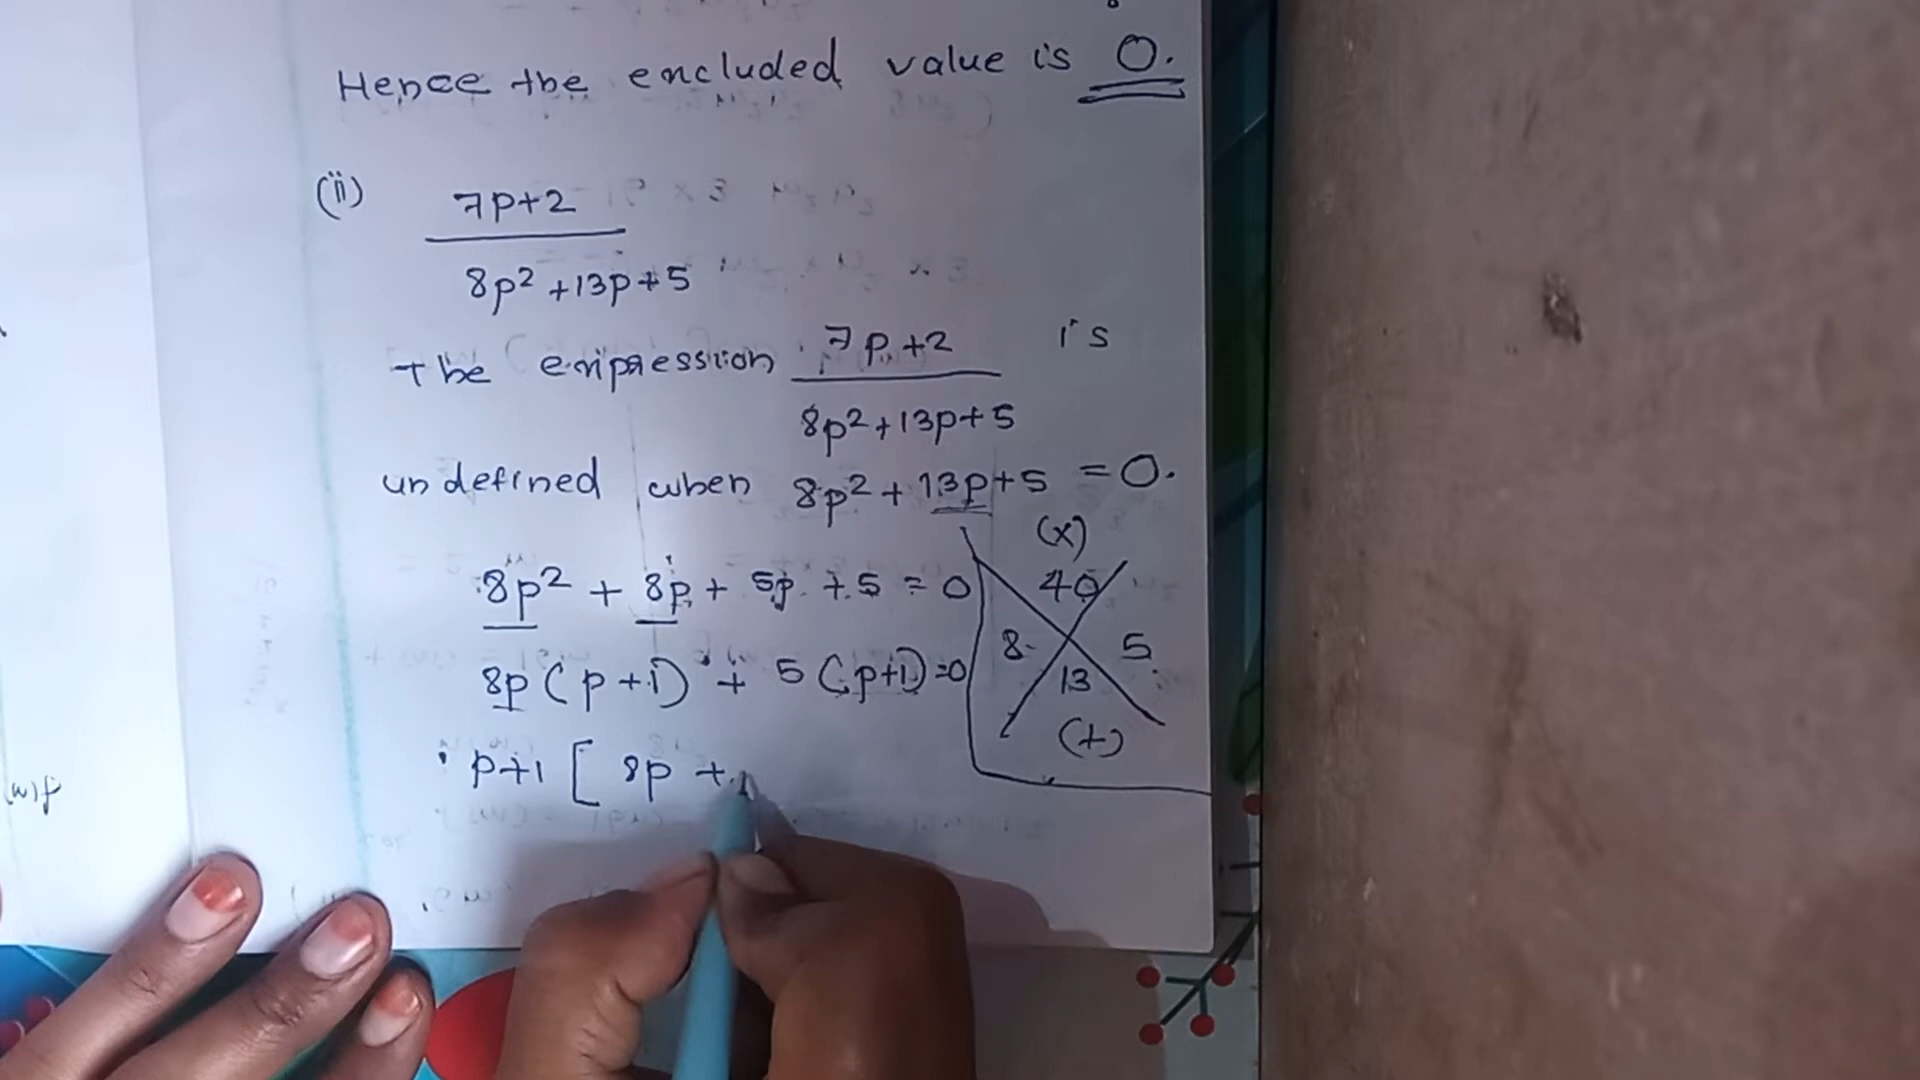 Hence the encluded value is 0.
(ii) 7p+2
8p² +13p+5
the expression 7p+2 is
8p²+13p+5
undefined when 8p²+13p+5 =0.
(x)
8p² + 8p + 5p +5 = 0
40
8 5
8p(p+1) + 5(p+1)=0
13
(+)
p+1 [ 8p +